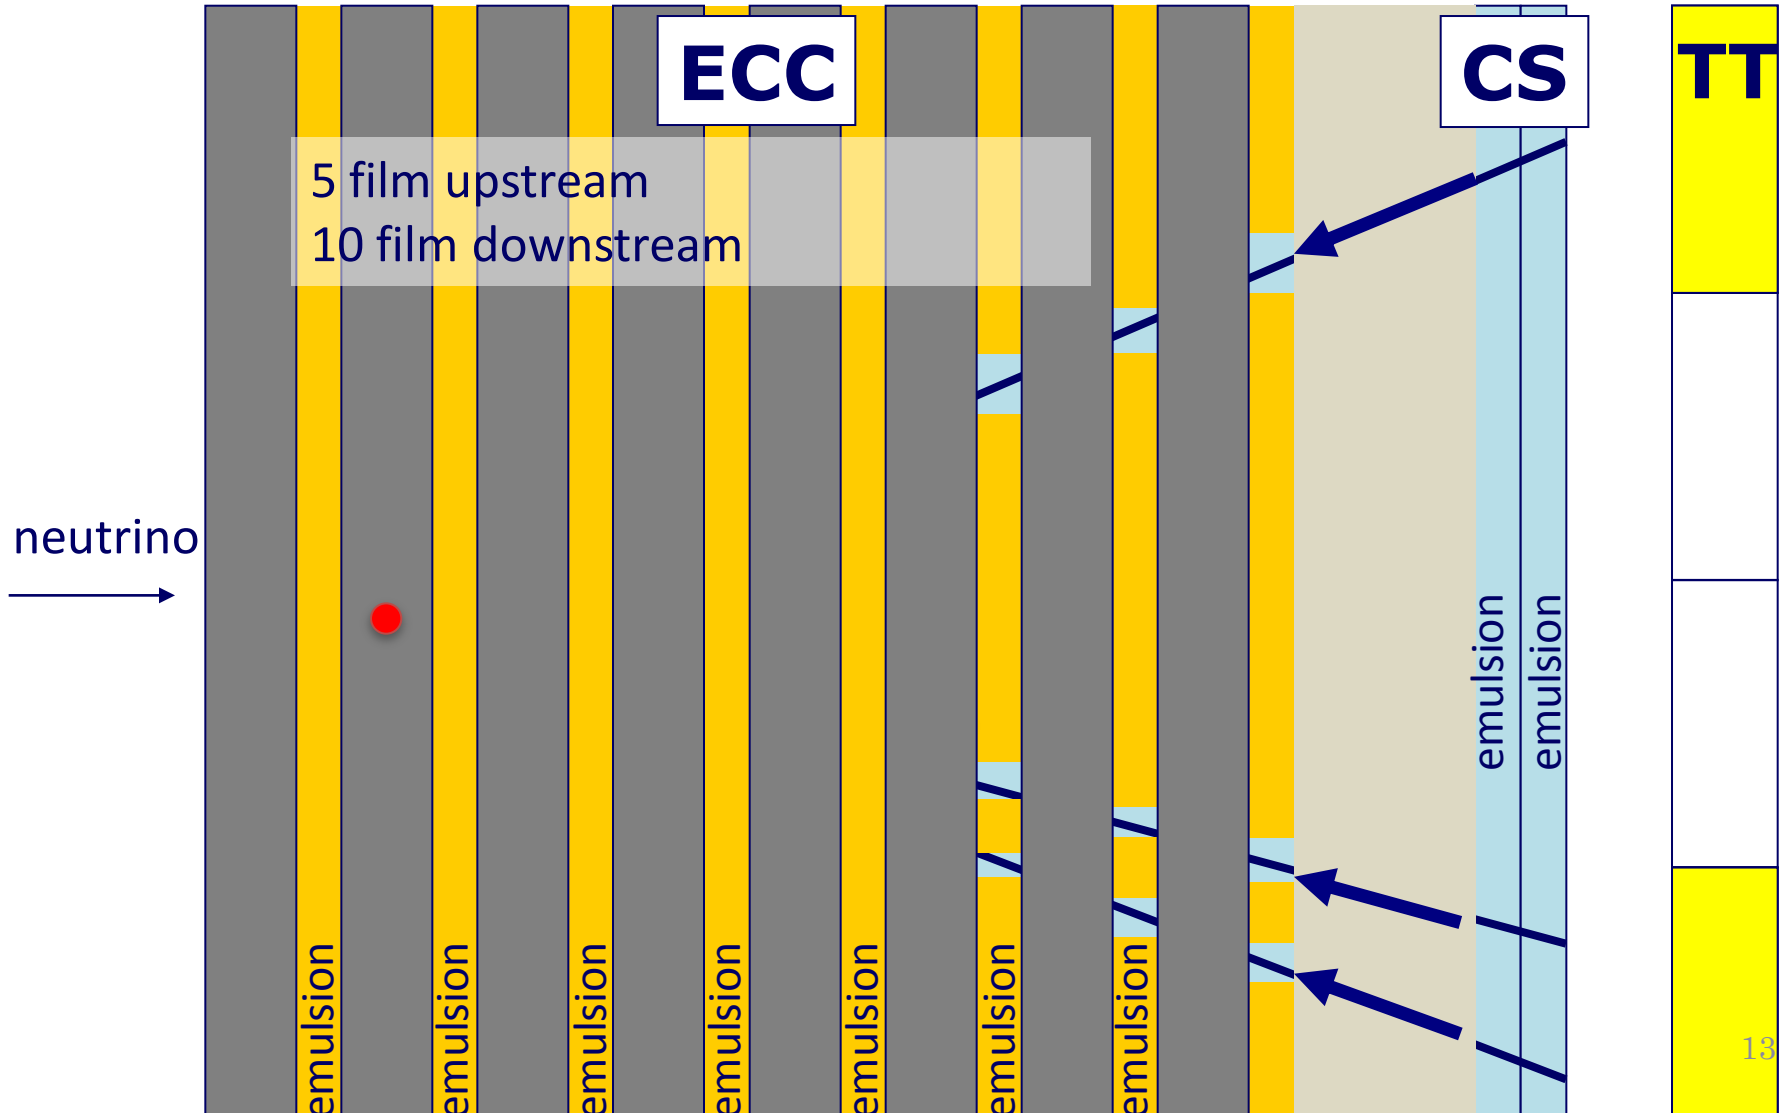 ECC
CS
TT
5 film upstream
10 film downstream
neutrino
emulsion
emulsion
emulsion
emulsion
emulsion
emulsion
emulsion
emulsion
emulsion
13